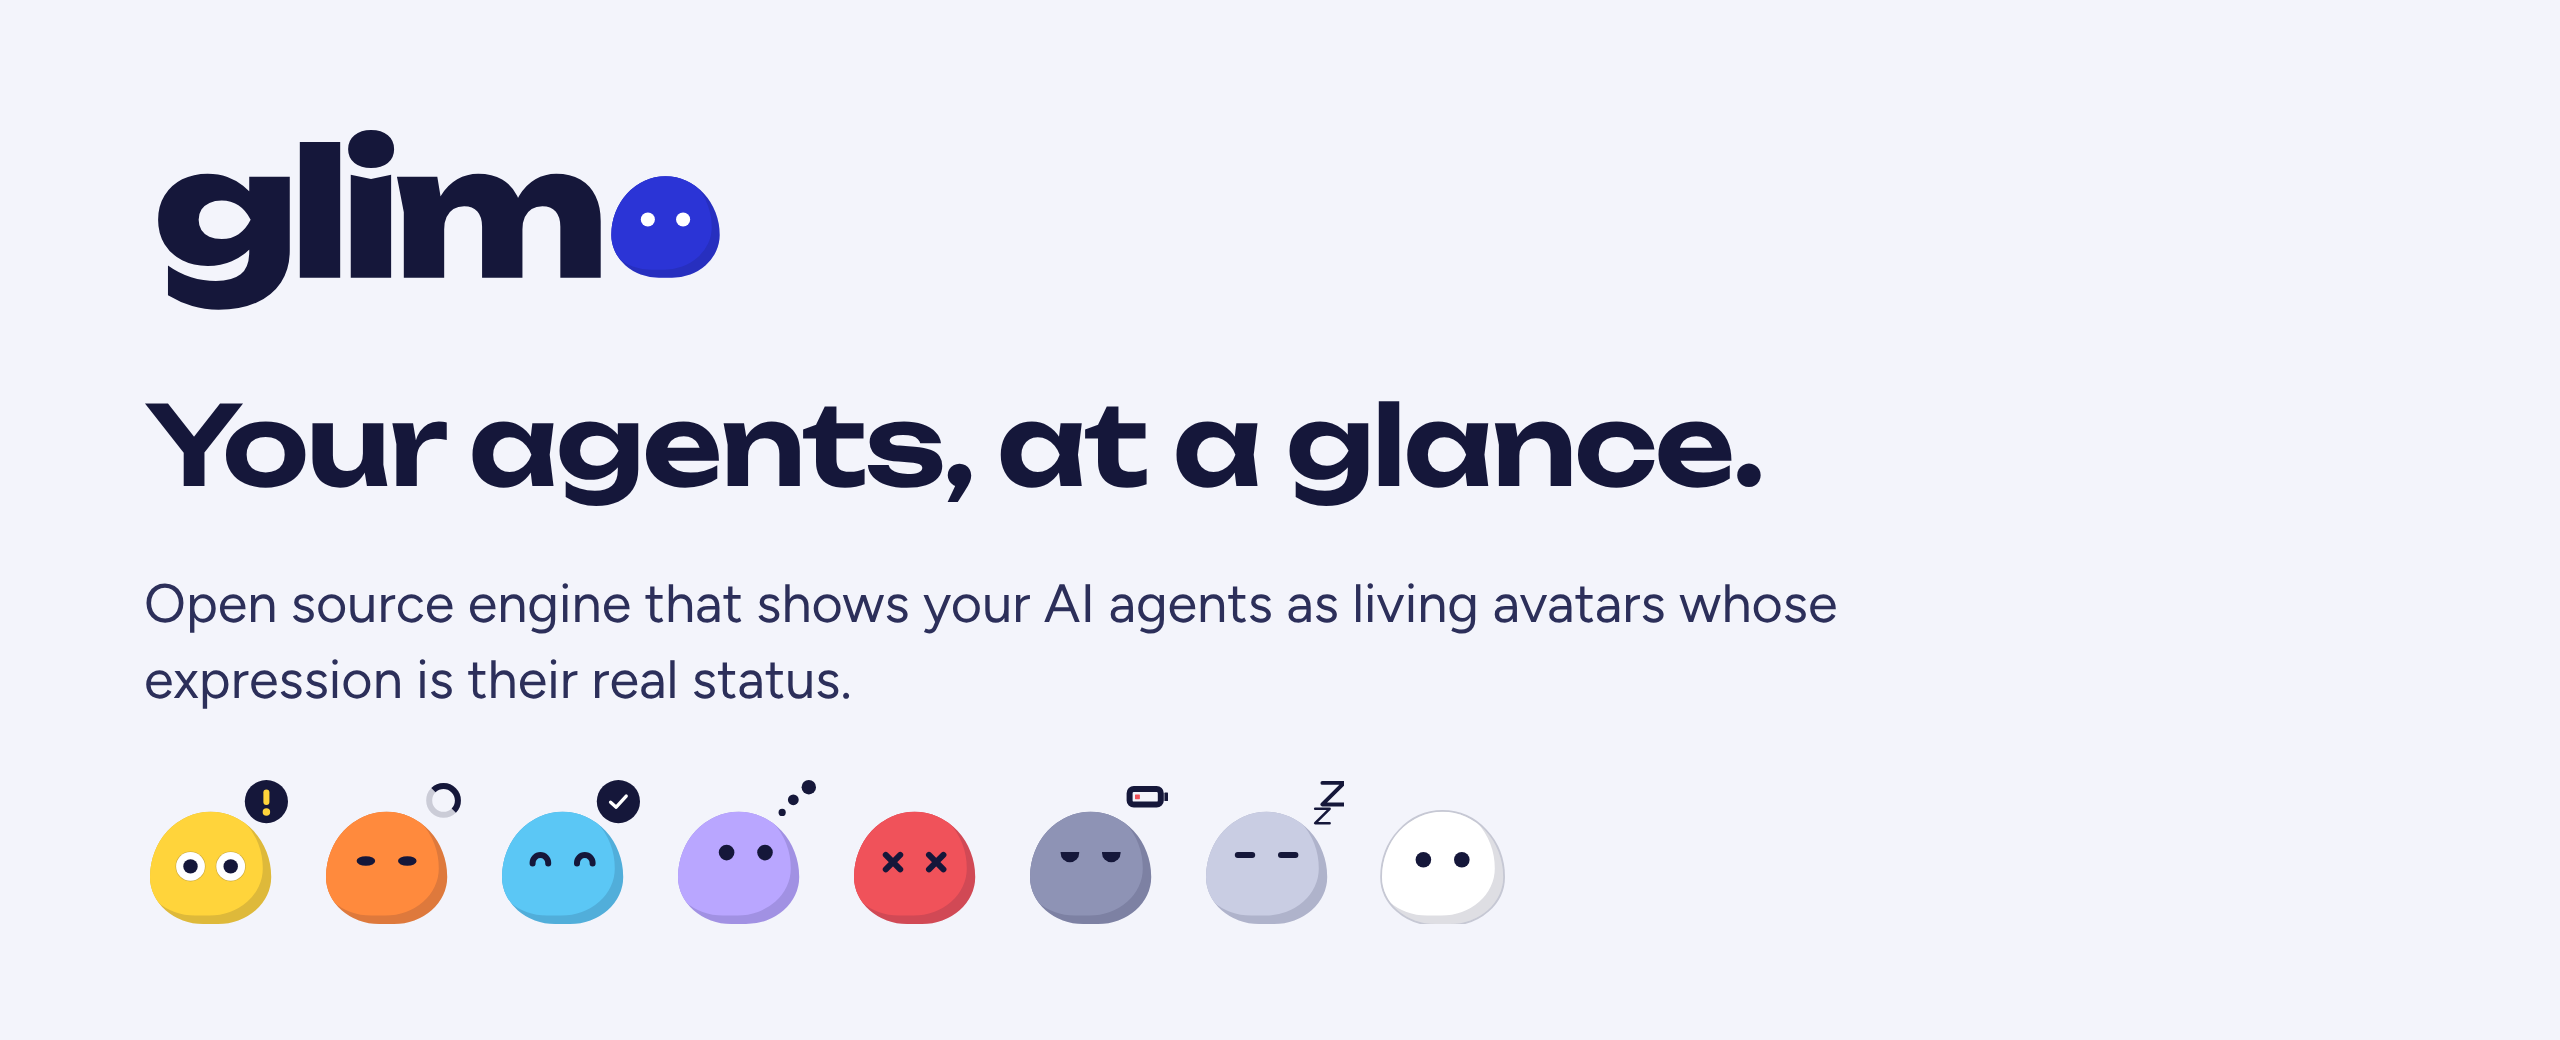 glimo
Your agents, at a glance.
Open source engine that shows your AI agents as living avatars whose
expression is their real status.
! z
z